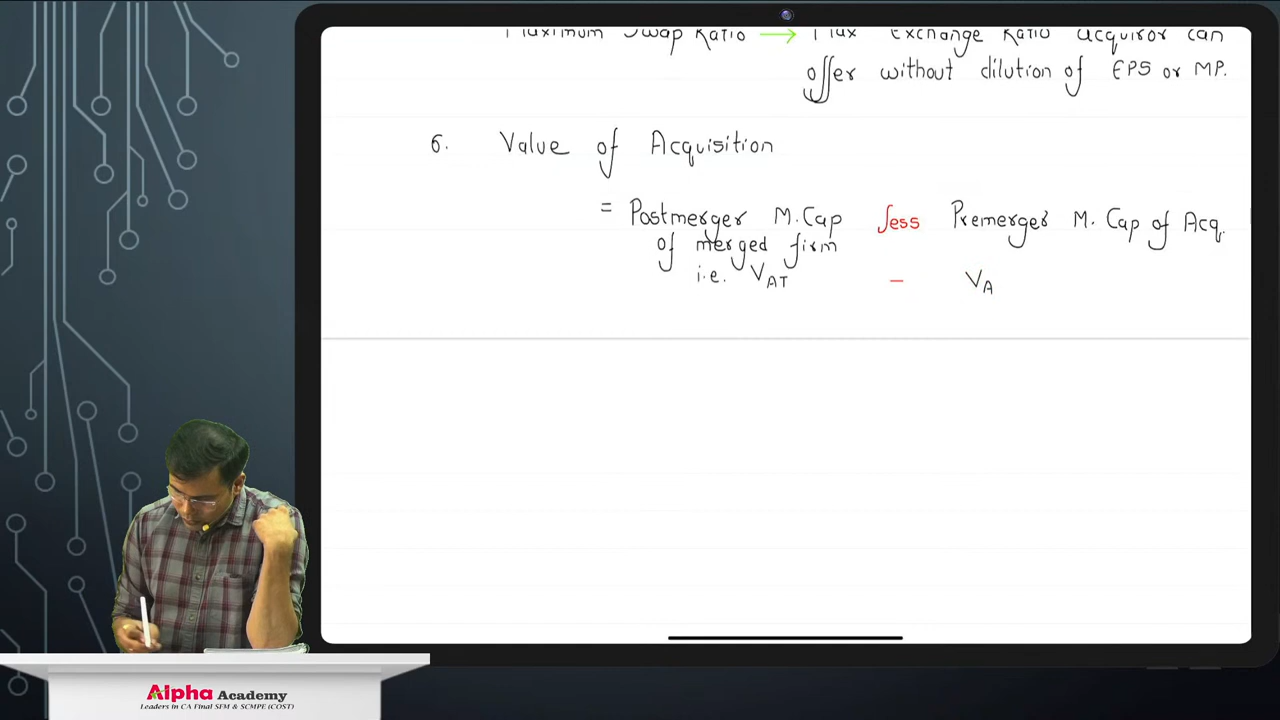 Maximum Swap Ratio → Max Exchange Ratio acquiror can
offer without dilution of EPS or MP.
6. Value of Acquisition
= Postmerger M.Cap less Premerger M. Cap of Acq.
of merged firm
i.e. VAT - VA
Alpha Academy
Leaders in CA Final SFM & SCMPE (COST)